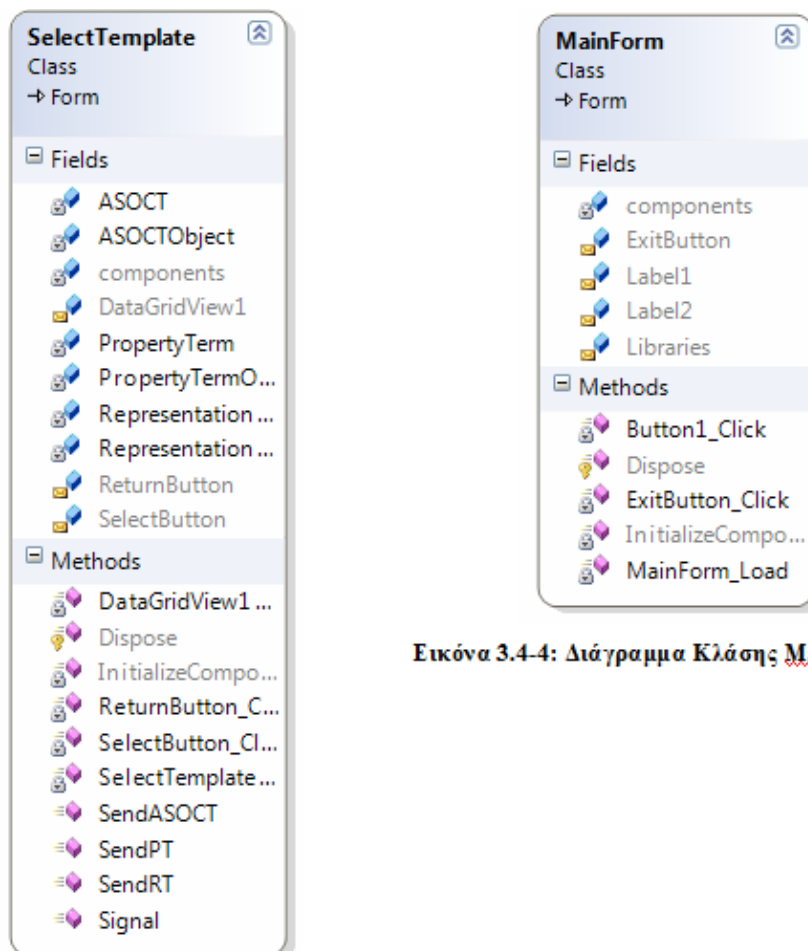 SelectTemplate
Class
Form
Fields
ASOCT
ASOCTObject
components
DataGridView1
PropertyTerm
PropertyTermO...
Representation ...
Representation ...
ReturnButton
SelectButton
Methods
DataGridView1 ...
Dispose
InitializeCompo...
ReturnButton_C...
SelectButton_Cl...
SelectTemplate ...
SendASOCT
SendPT
SendRT
Signal
MainForm
Class
Form
Fields
components
ExitButton
Label1
Label2
Libraries
Methods
Button1_Click
Dispose
ExitButton_Click
InitializeCompo...
MainForm_Load
Εικόνα 3.4-4: Διάγραμμα Κλάσης M